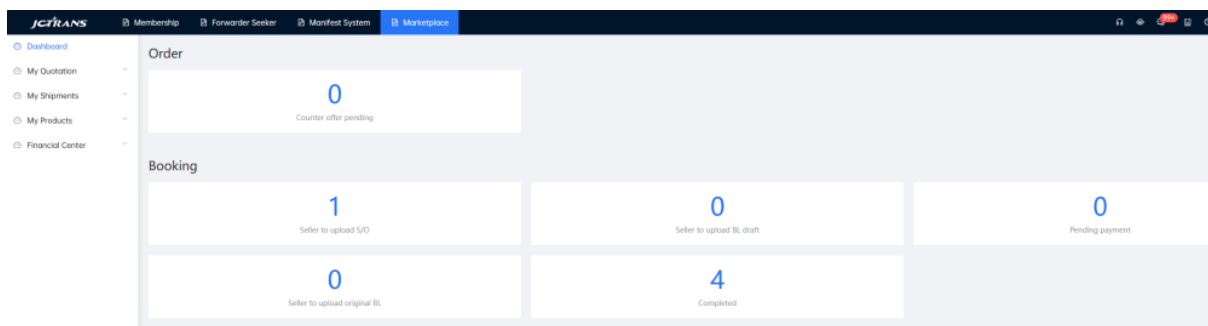 JCTRANS
Membership
Forwarder Seeker
Manifest System
Marketplace
99+
Dashboard
My Quotation
My Shipments
My Products
Financial Center
Order
0
Counter offer pending
Booking
1
Seller to upload S/O
0
Seller to upload BL draft
0
Pending payment
0
Seller to upload original BL
4
Completed